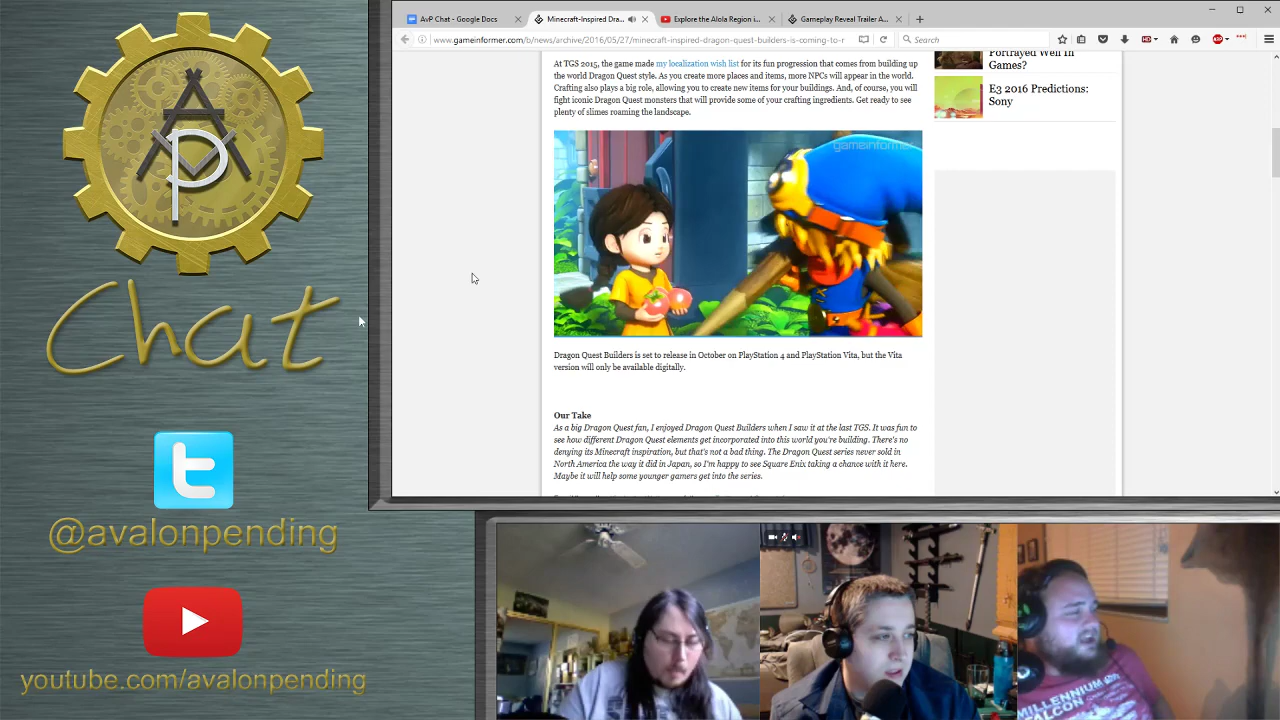 AvP Chat - Google Docs
Minecraft-Inspired Dra...
Explore the Alola Region i...
Gameplay Reveal Trailer A...
www.gameinformer.com/b/news/archive/2016/05/27/minecraft-inspired-dragon-quest-builders-is-coming-to-r
Search
At TGS 2015, the game made my localization wish list for its fun progression that comes from building up
the world Dragon Quest style. As you create more places and items, more NPCs will appear in the world.
Crafting also plays a big role, allowing you to create new items for your buildings. And, of course, you will
fight iconic Dragon Quest monsters that will provide some of your crafting ingredients. Get ready to see
plenty of slimes roaming the landscape.
Portrayed Well In
Games?
E3 2016 Predictions:
Sony
gameinformer
Dragon Quest Builders is set to release in October on PlayStation 4 and PlayStation Vita, but the Vita
version will only be available digitally.
Our Take
As a big Dragon Quest fan, I enjoyed Dragon Quest Builders when I saw it at the last TGS. It was fun to
see how different Dragon Quest elements get incorporated into this world you're building. There's no
denying its Minecraft inspiration, but that's not a bad thing. The Dragon Quest series never sold in
North America the way it did in Japan, so I'm happy to see Square Enix taking a chance with it here.
Maybe it will help some younger gamers get into the series.
AP
Chat
@avalonpending
youtube.com/avalonpending
MILLENNIUM
FALCON